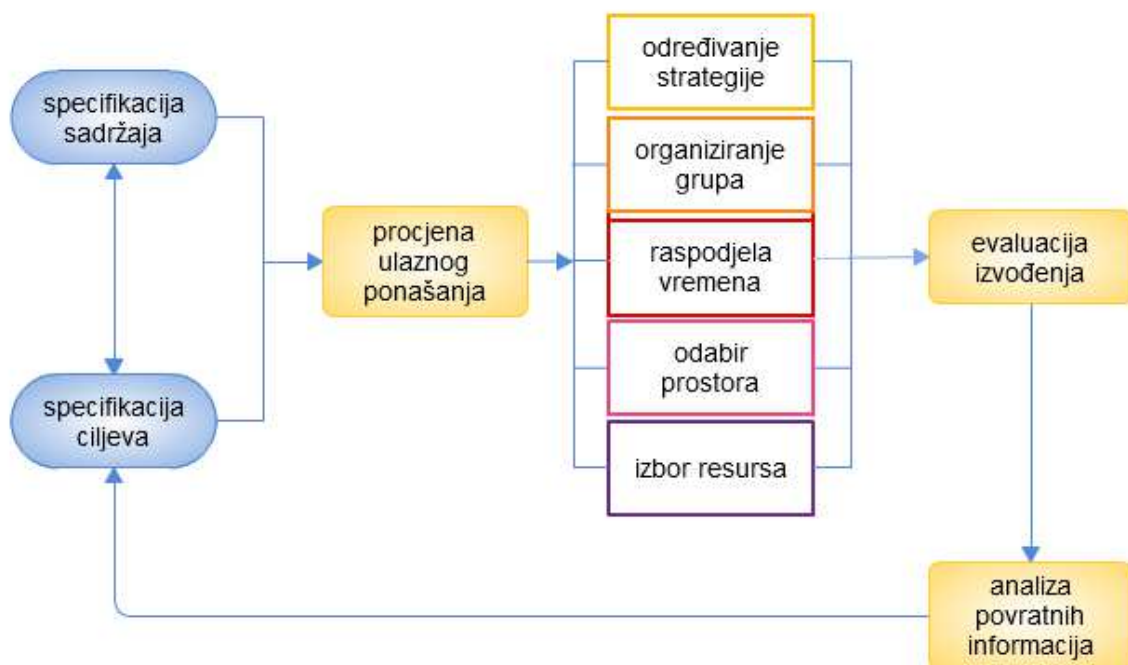 specifikacija
sadržaja
specifikacija
ciljeva
procjena
ulaznog
ponašanja
određivanje
strategije
organiziranje
grupa
raspodjela
vremena
odabir
prostora
izbor resursa
evaluacija
izvođenja
analiza
povratnih
informacija